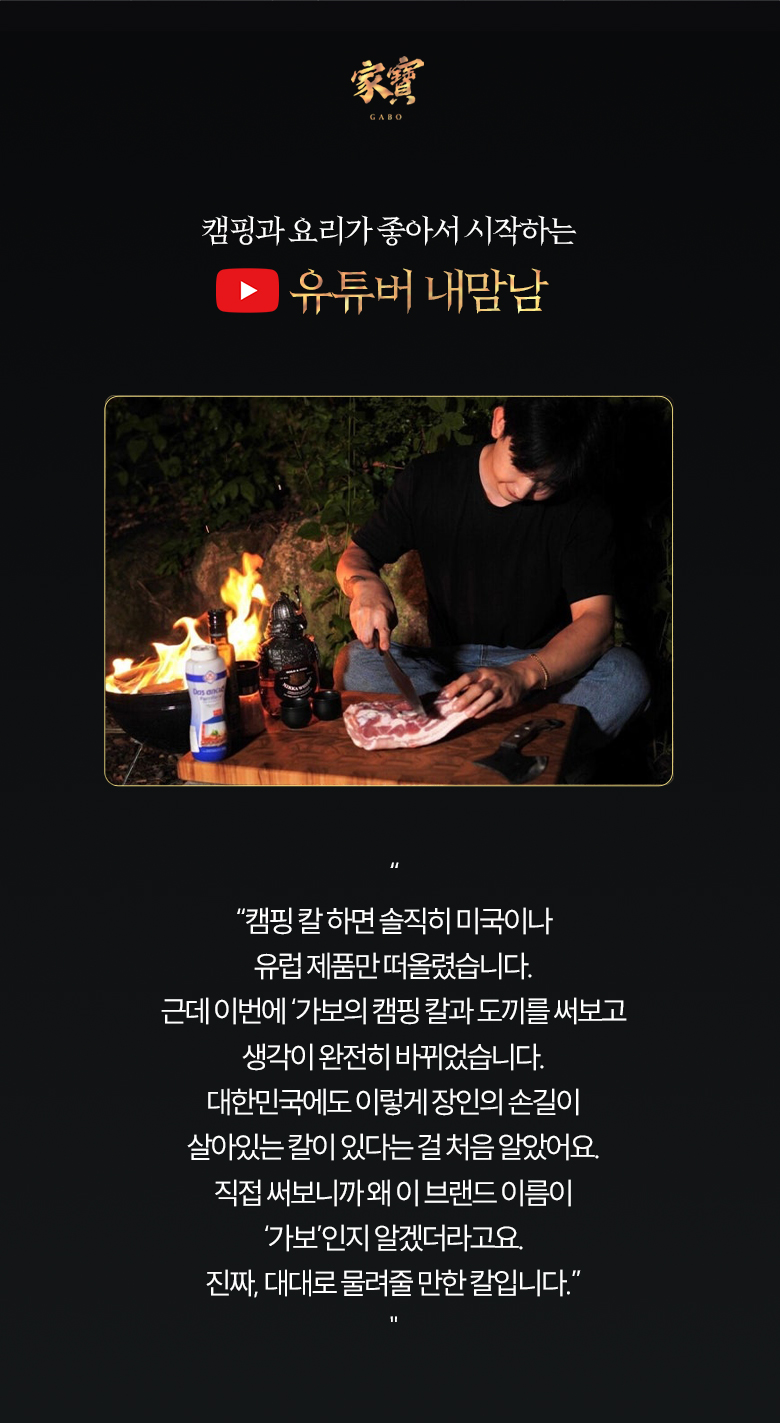 家寶
GABO
캠핑과 요리가 좋아서 시작하는
유튜버 내맘남
“
“캠핑 칼 하면 솔직히 미국이나
유럽 제품만 떠올렸습니다.
근데 이번에 ‘가보의 캠핑 칼과 도끼를 써보고
생각이 완전히 바뀌었습니다.
대한민국에도 이렇게 장인의 손길이
살아있는 칼이 있다는 걸 처음 알았어요.
직접 써보니까 왜 이 브랜드 이름이
‘가보’인지 알겠더라고요.
진짜, 대대로 물려줄 만한 칼입니다.”
"